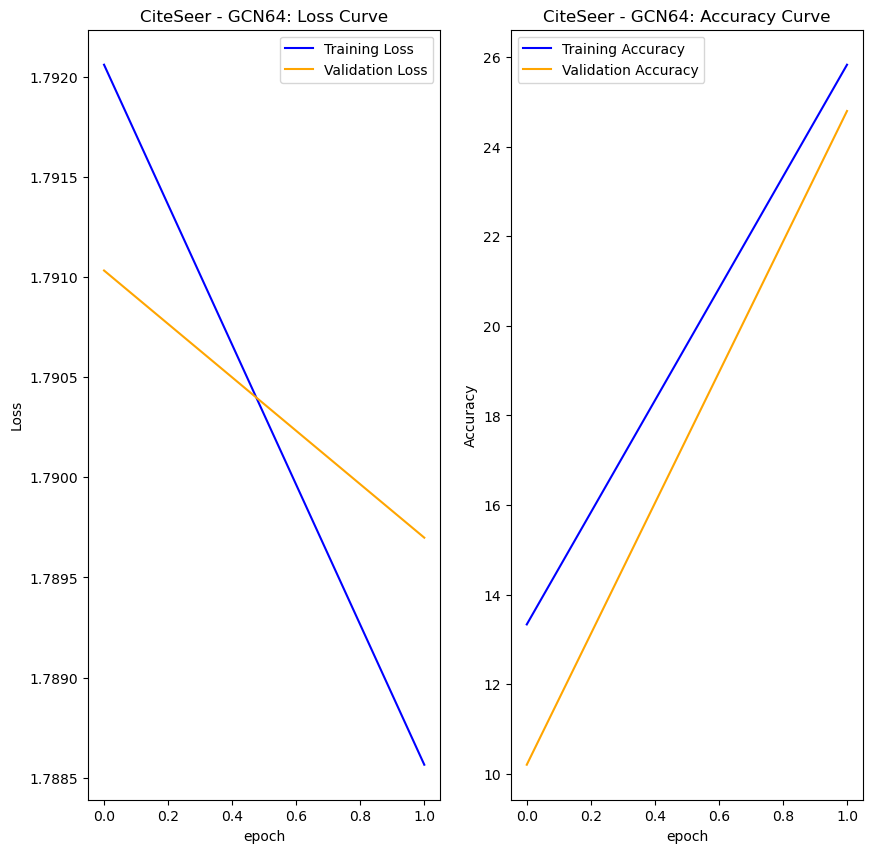 CiteSeer - GCN64: Loss Curve
Training Loss
Validation Loss
1.7920
1.7915
1.7910
1.7905
1.7900
1.7895
1.7890
1.7885
Loss
0.0 0.2 0.4 0.6 0.8 1.0
epoch
CiteSeer - GCN64: Accuracy Curve
Training Accuracy
Validation Accuracy
26
24
22
20
18
16
14
12
10
Accuracy
0.0 0.2 0.4 0.6 0.8 1.0
epoch